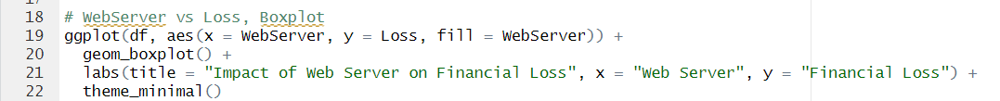 18 # WebServer vs Loss, Boxplot
19 ggplot(df, aes(x = WebServer, y = Loss, fill = WebServer)) +
20   geom_boxplot() +
21   labs(title = "Impact of Web Server on Financial Loss", x = "Web Server", y = "Financial Loss") +
22   theme_minimal()